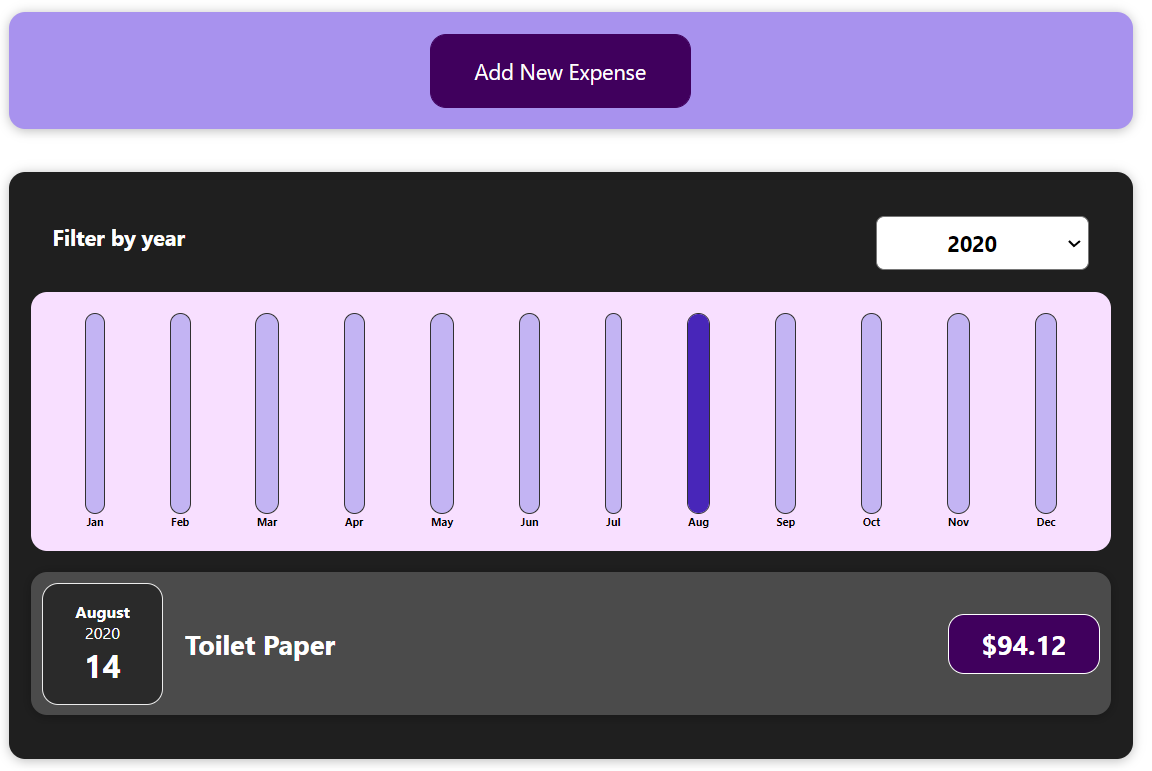 Add New Expense
Filter by year
2020
Jan Feb Mar Apr May Jun Jul Aug Sep Oct Nov Dec
August
2020
14
Toilet Paper
$94.12